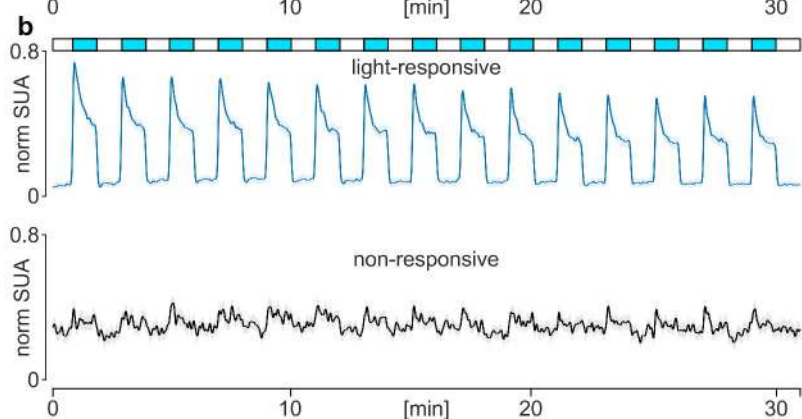 0 10 [min] 20 30
b
0.8
light-responsive
norm SUA
0
0.8
non-responsive
norm SUA
0
0 10 [min] 20 30